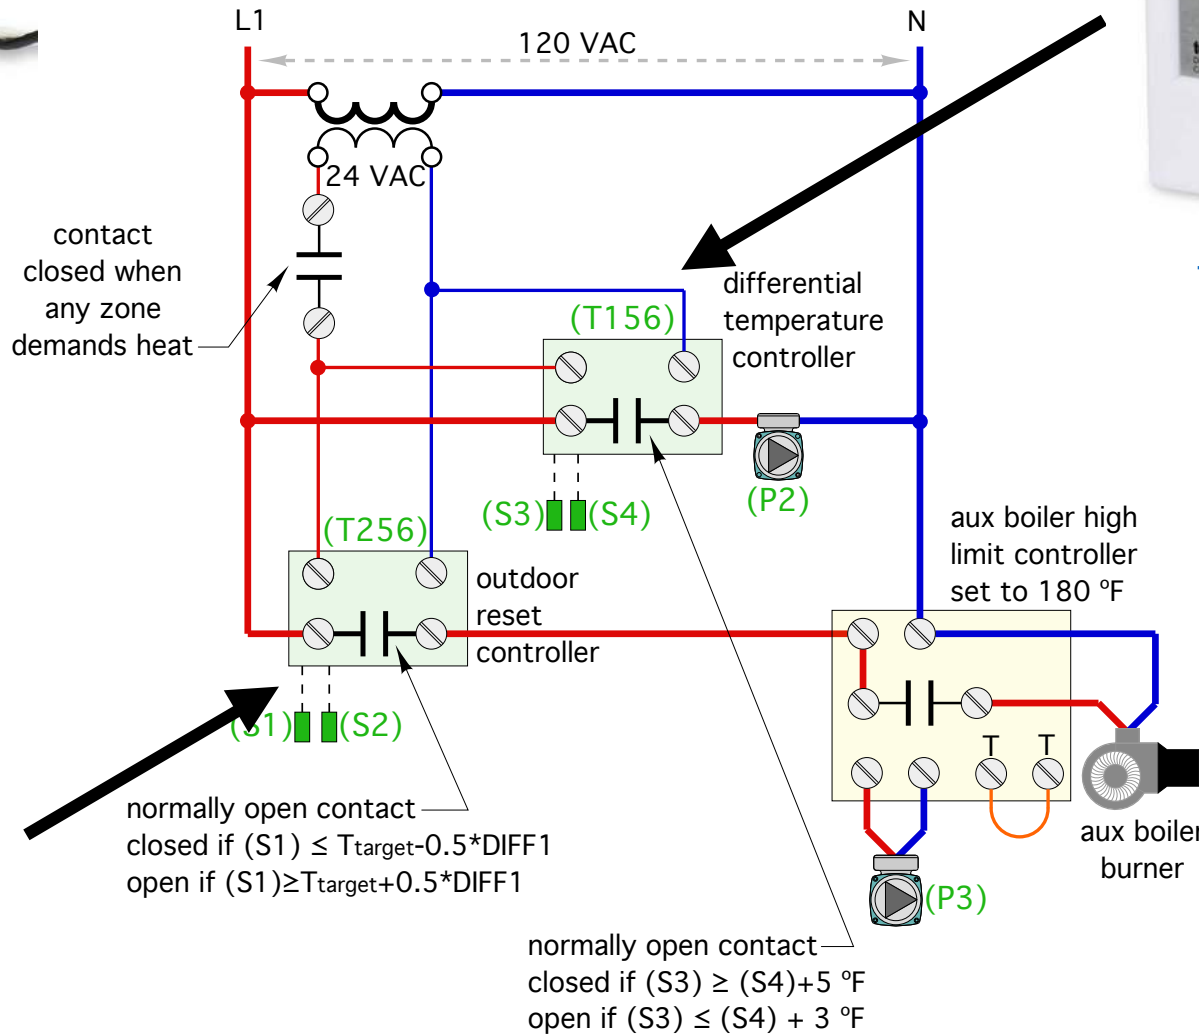 L1
N
120 VAC
24 VAC
contact
closed when
any zone
demands heat
differential
temperature
controller
(T156)
(S3)
(S4)
(P2)
(T256)
outdoor
reset
controller
aux boiler high
limit controller
set to 180 ºF
(S1)
(S2)
T
T
normally open contact
closed if (S1) ≤ Ttarget-0.5*DIFF1
open if (S1)≥Ttarget+0.5*DIFF1
aux boiler
burner
(P3)
normally open contact
closed if (S3) ≥ (S4)+5 ºF
open if (S3) ≤ (S4) + 3 ºF